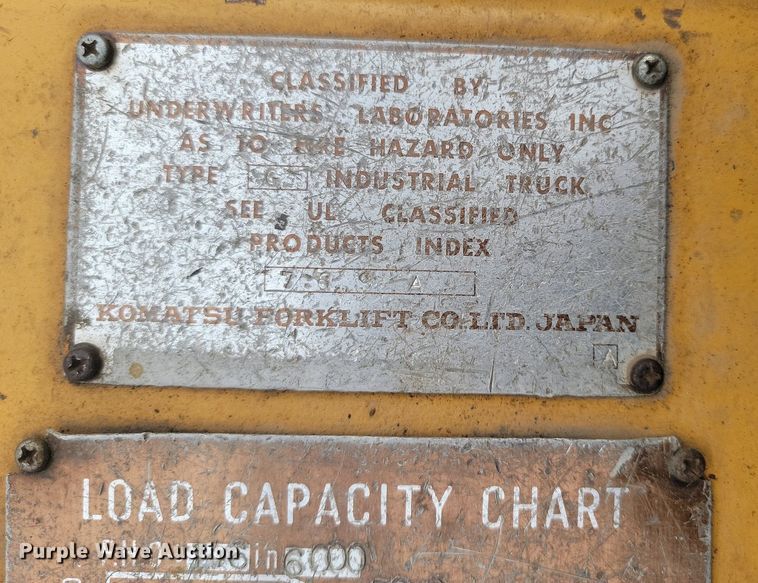 CLASSIFIED BY
UNDERWRITERS LABORATORIES INC
AS TO FIRE HAZARD ONLY
TYPE INDUSTRIAL TRUCK
SEE UL CLASSIFIED
PRODUCTS INDEX
A
KOMATSU FORKLIFT CO.LTD. JAPAN
A
LOAD CAPACITY CHART
in
Purple Wave Auction